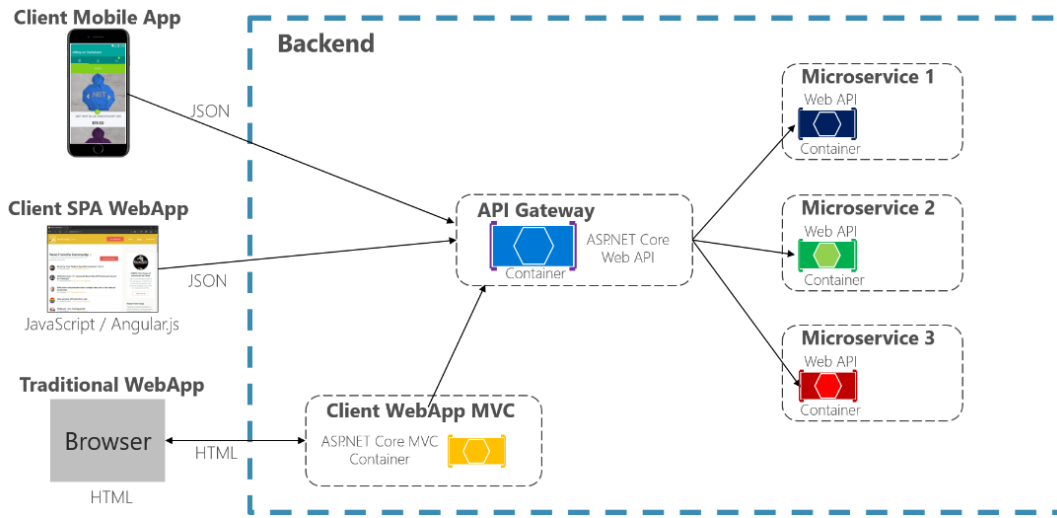 Client Mobile App
JSON
Client SPA WebApp
JSON
JavaScript / Angular.js
Traditional WebApp
Browser
HTML
HTML
Backend
Client WebApp MVC
ASP.NET Core MVC
Container
API Gateway
ASP.NET Core
Web API
Container
Microservice 1
Web API
Container
Microservice 2
Web API
Container
Microservice 3
Web API
Container